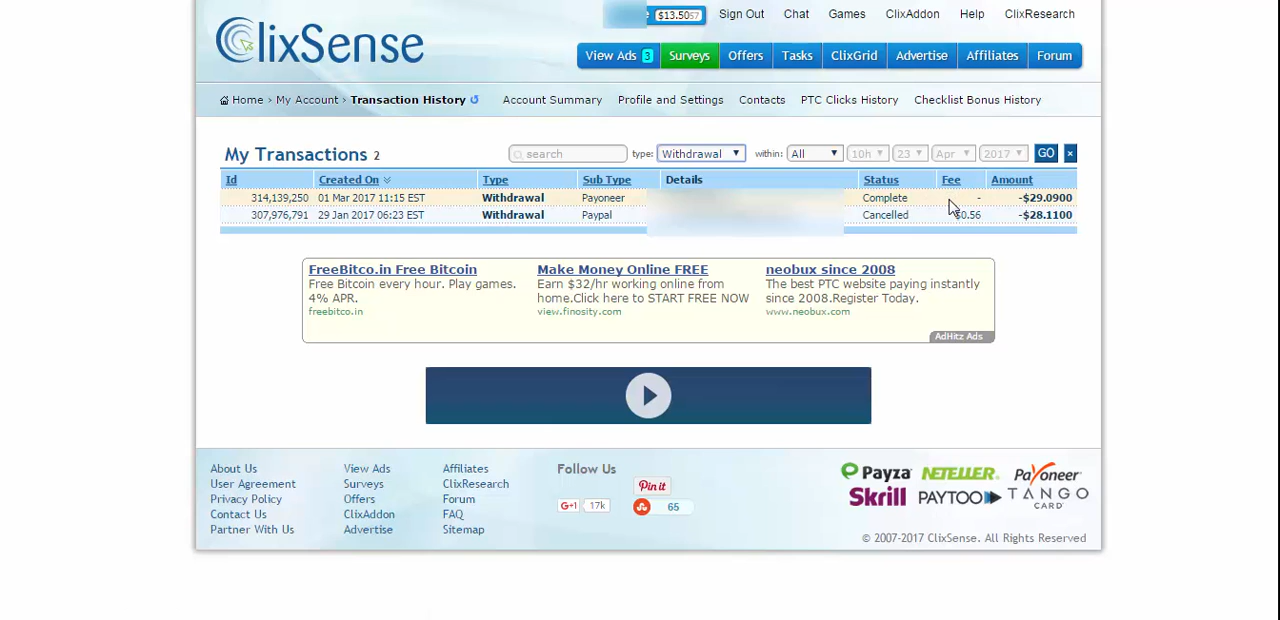 ClixSense
$13.5057 Sign Out Chat Games ClixAddon Help ClixResearch
View Ads 3 Surveys Offers Tasks ClixGrid Advertise Affiliates Forum
Home › My Account › Transaction History Account Summary Profile and Settings Contacts PTC Clicks History Checklist Bonus History
My Transactions 2 search type: Withdrawal within: All 10h 23 Apr 2017 GO ×
Id Created On Type Sub Type Details Status Fee Amount
314,139,250 01 Mar 2017 11:15 EST Withdrawal Payoneer Complete - -$29.0900
307,976,791 29 Jan 2017 06:23 EST Withdrawal Paypal Cancelled $0.56 -$28.1100
FreeBitco.in Free Bitcoin
Free Bitcoin every hour. Play games.
4% APR.
freebitco.in
Make Money Online FREE
Earn $32/hr working online from
home.Click here to START FREE NOW
view.finosity.com
neobux since 2008
The best PTC website paying instantly
since 2008.Register Today.
www.neobux.com
AdHitz Ads
About Us
User Agreement
Privacy Policy
Contact Us
Partner With Us
View Ads
Surveys
Offers
ClixAddon
Advertise
Affiliates
ClixResearch
Forum
FAQ
Sitemap
Follow Us
Pin it
G+1 17k
65
Payza NETELLER Payoneer
Skrill PAYTOO TANGO
CARD
© 2007-2017 ClixSense. All Rights Reserved